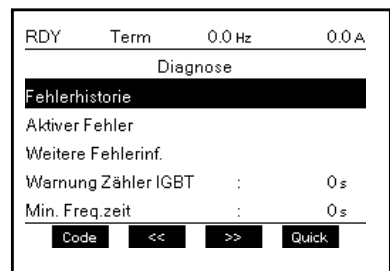 RDY Term 0.0 Hz 0.0 A
Diagnose
Fehlerhistorie
Aktiver Fehler
Weitere Fehlerinf.
Warnung Zähler IGBT : 0 s
Min. Freq.zeit : 0 s
Code << >> Quick